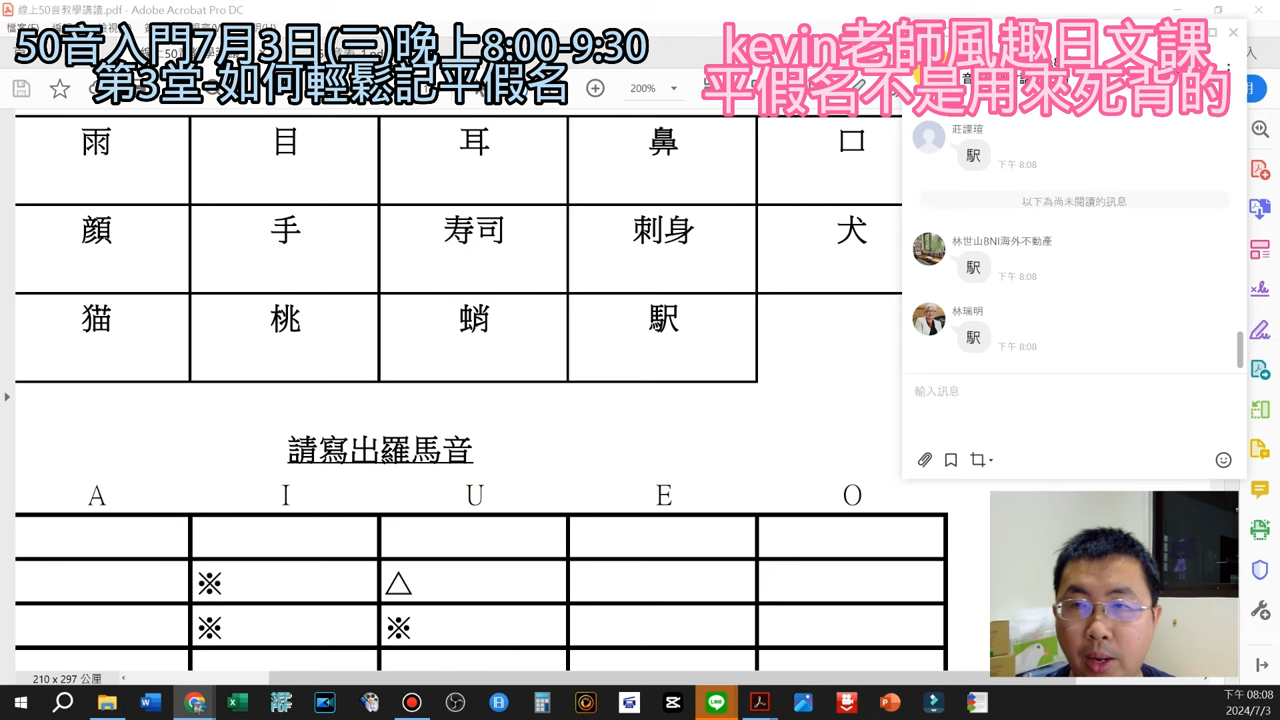 線上50音教學講議.pdf - Adobe Acrobat Pro DC
50音入門7月3日(三)晚上8:00-9:30
第3堂-如何輕鬆記平假名
kevin老師風趣日文課
平假名不是用來死背的
200%
雨 目 耳 鼻 口
顔 手 寿司 刺身 犬
猫 桃 蛸 駅
請寫出羅馬音
A I U E O
※ △
※ ※
210 x 297 公厘
莊謹瑄
駅 下午 8:08
以下為尚未閱讀的訊息
林世山BNI海外不動產
駅 下午 8:08
林瑞明
駅 下午 8:08
輸入訊息
下午 08:08
2024/7/3